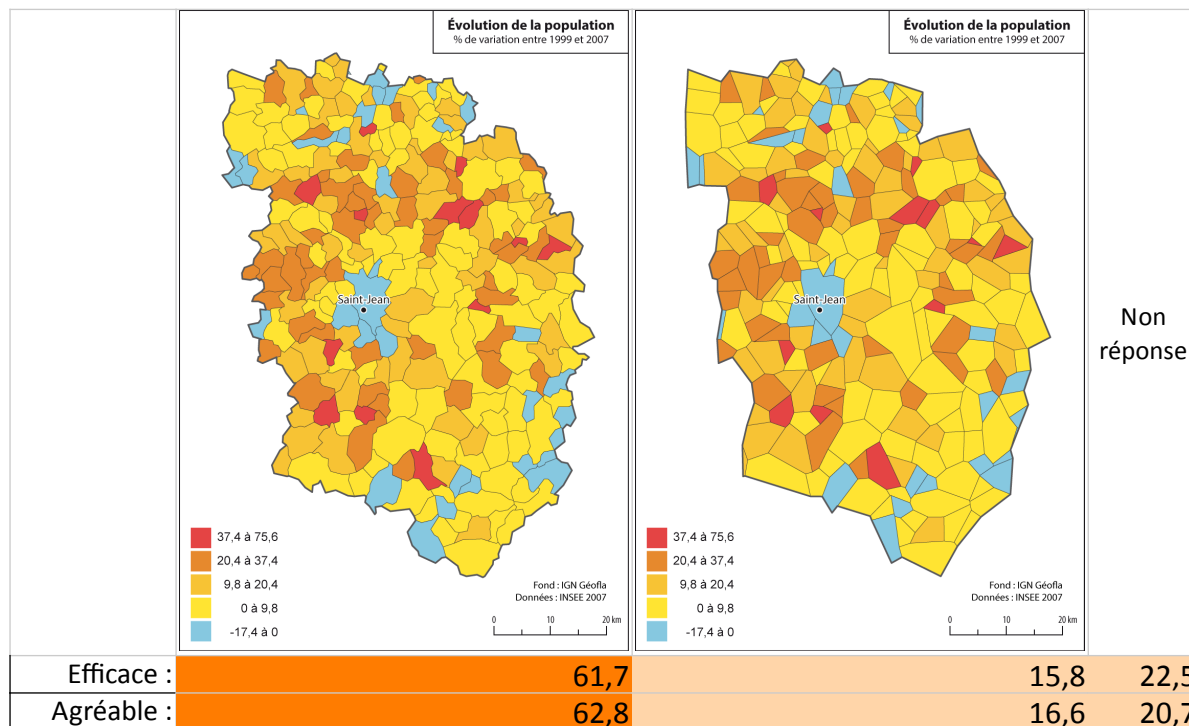 Évolution de la population
% de variation entre 1999 et 2007
Saint-Jean
37,4 à 75,6
20,4 à 37,4
9,8 à 20,4
0 à 9,8
-17,4 à 0
Fond : IGN Géofla
Données : INSEE 2007
0 10 20 km
Évolution de la population
% de variation entre 1999 et 2007
Saint-Jean
37,4 à 75,6
20,4 à 37,4
9,8 à 20,4
0 à 9,8
-17,4 à 0
Fond : IGN Géofla
Données : INSEE 2007
0 10 20 km
Non
réponse
Efficace : 61,7 15,8 22,5
Agréable : 62,8 16,6 20,7